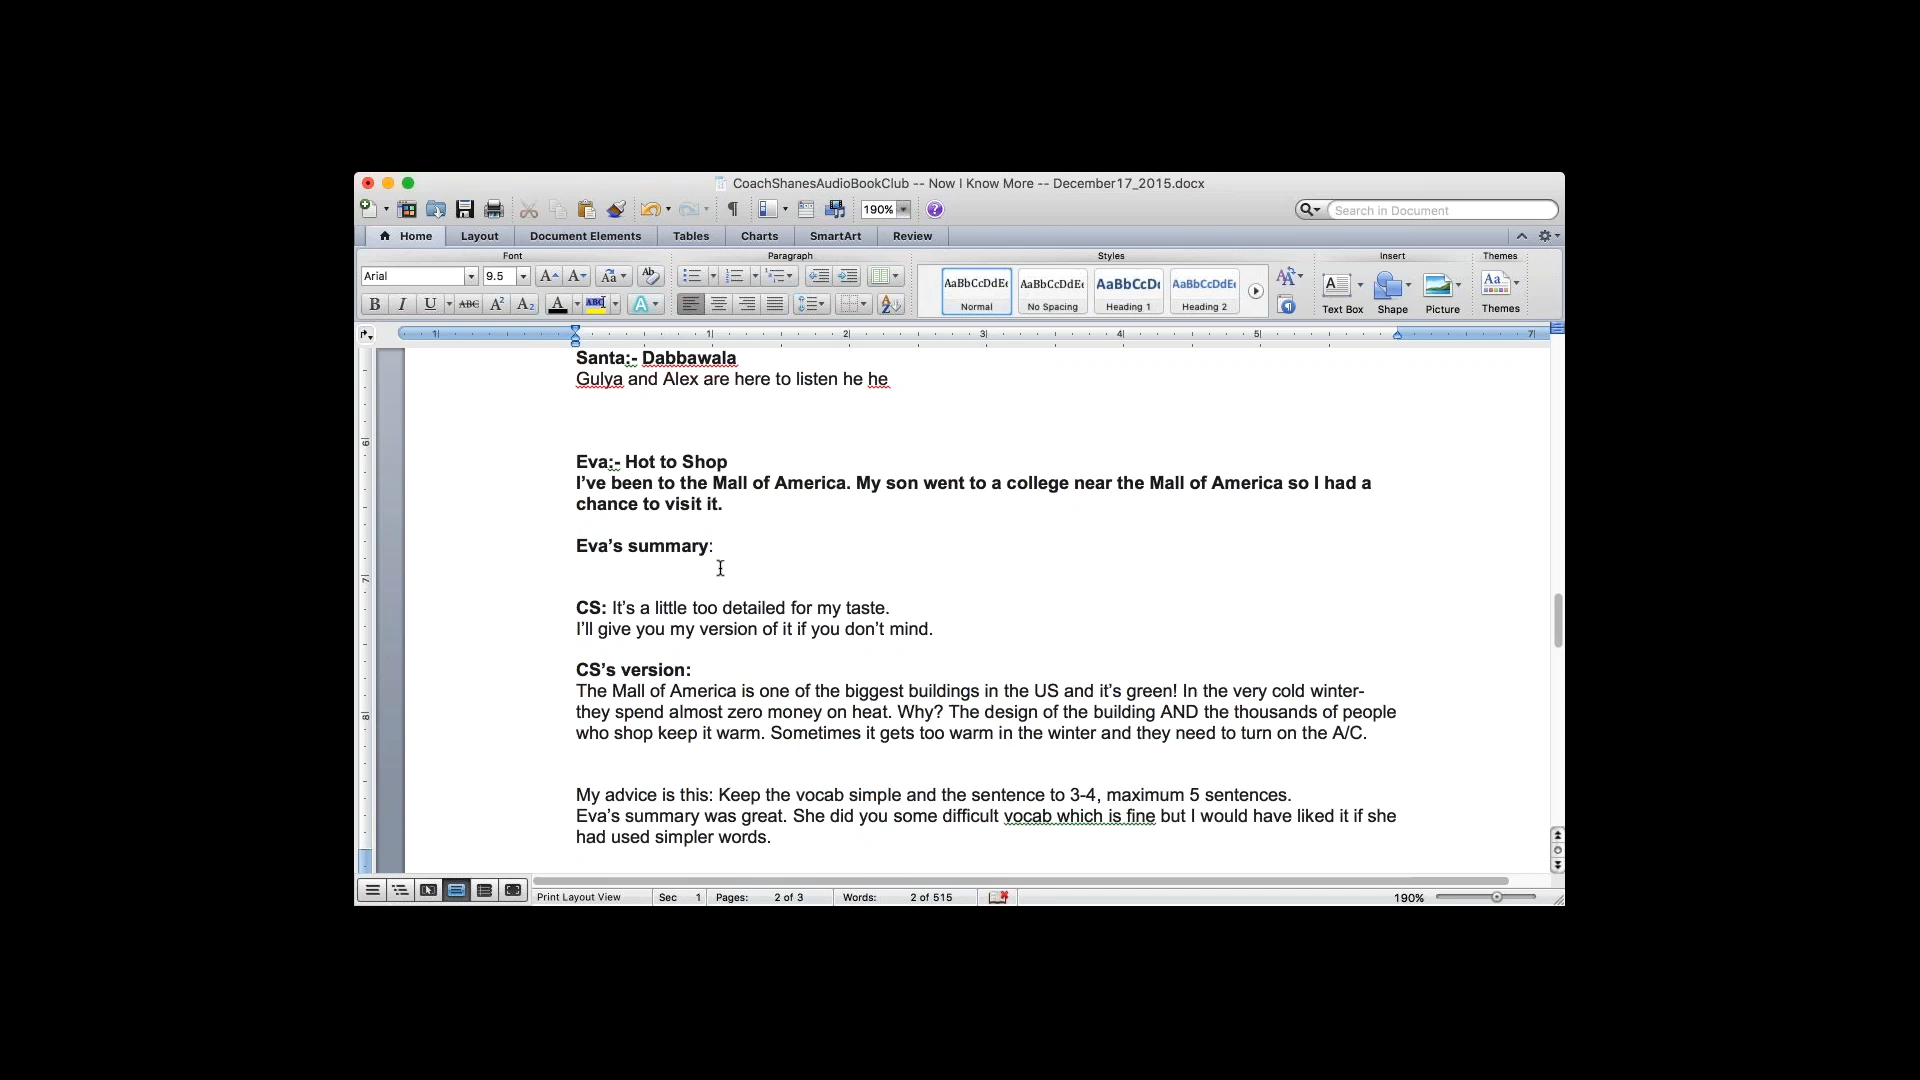 CoachShanesAudioBookClub -- Now I Know More -- December17_2015.docx
190%
Search in Document
Home Layout Document Elements Tables Charts SmartArt Review
Font Paragraph Styles Insert Themes
Arial 9.5
AaBbCcDdEe AaBbCcDdEe AaBbCcDc AaBbCcDdEe
Normal No Spacing Heading 1 Heading 2
Text Box Shape Picture Themes
Santa:- Dabbawala
Gulya and Alex are here to listen he he
Eva:- Hot to Shop
I’ve been to the Mall of America. My son went to a college near the Mall of America so I had a
chance to visit it.
Eva’s summary:
CS: It’s a little too detailed for my taste.
I’ll give you my version of it if you don’t mind.
CS’s version:
The Mall of America is one of the biggest buildings in the US and it’s green! In the very cold winter-
they spend almost zero money on heat. Why? The design of the building AND the thousands of people
who shop keep it warm. Sometimes it gets too warm in the winter and they need to turn on the A/C.
My advice is this: Keep the vocab simple and the sentence to 3-4, maximum 5 sentences.
Eva’s summary was great. She did you some difficult vocab which is fine but I would have liked it if she
had used simpler words.
Print Layout View Sec 1 Pages: 2 of 3 Words: 2 of 515 190%